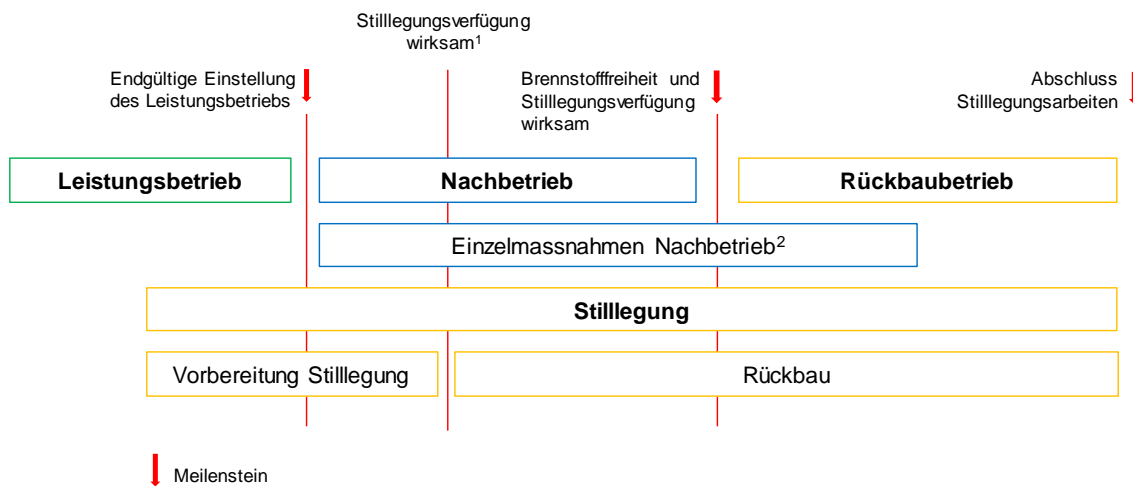 Stilllegungsverfügung
wirksam¹
Endgültige Einstellung
des Leistungsbetriebs
Brennstofffreiheit und
Stilllegungsverfügung
wirksam
Abschluss
Stilllegungsarbeiten
Leistungsbetrieb
Nachbetrieb
Rückbaubetrieb
Einzelmassnahmen Nachbetrieb²
Stilllegung
Vorbereitung Stilllegung
Rückbau
Meilenstein